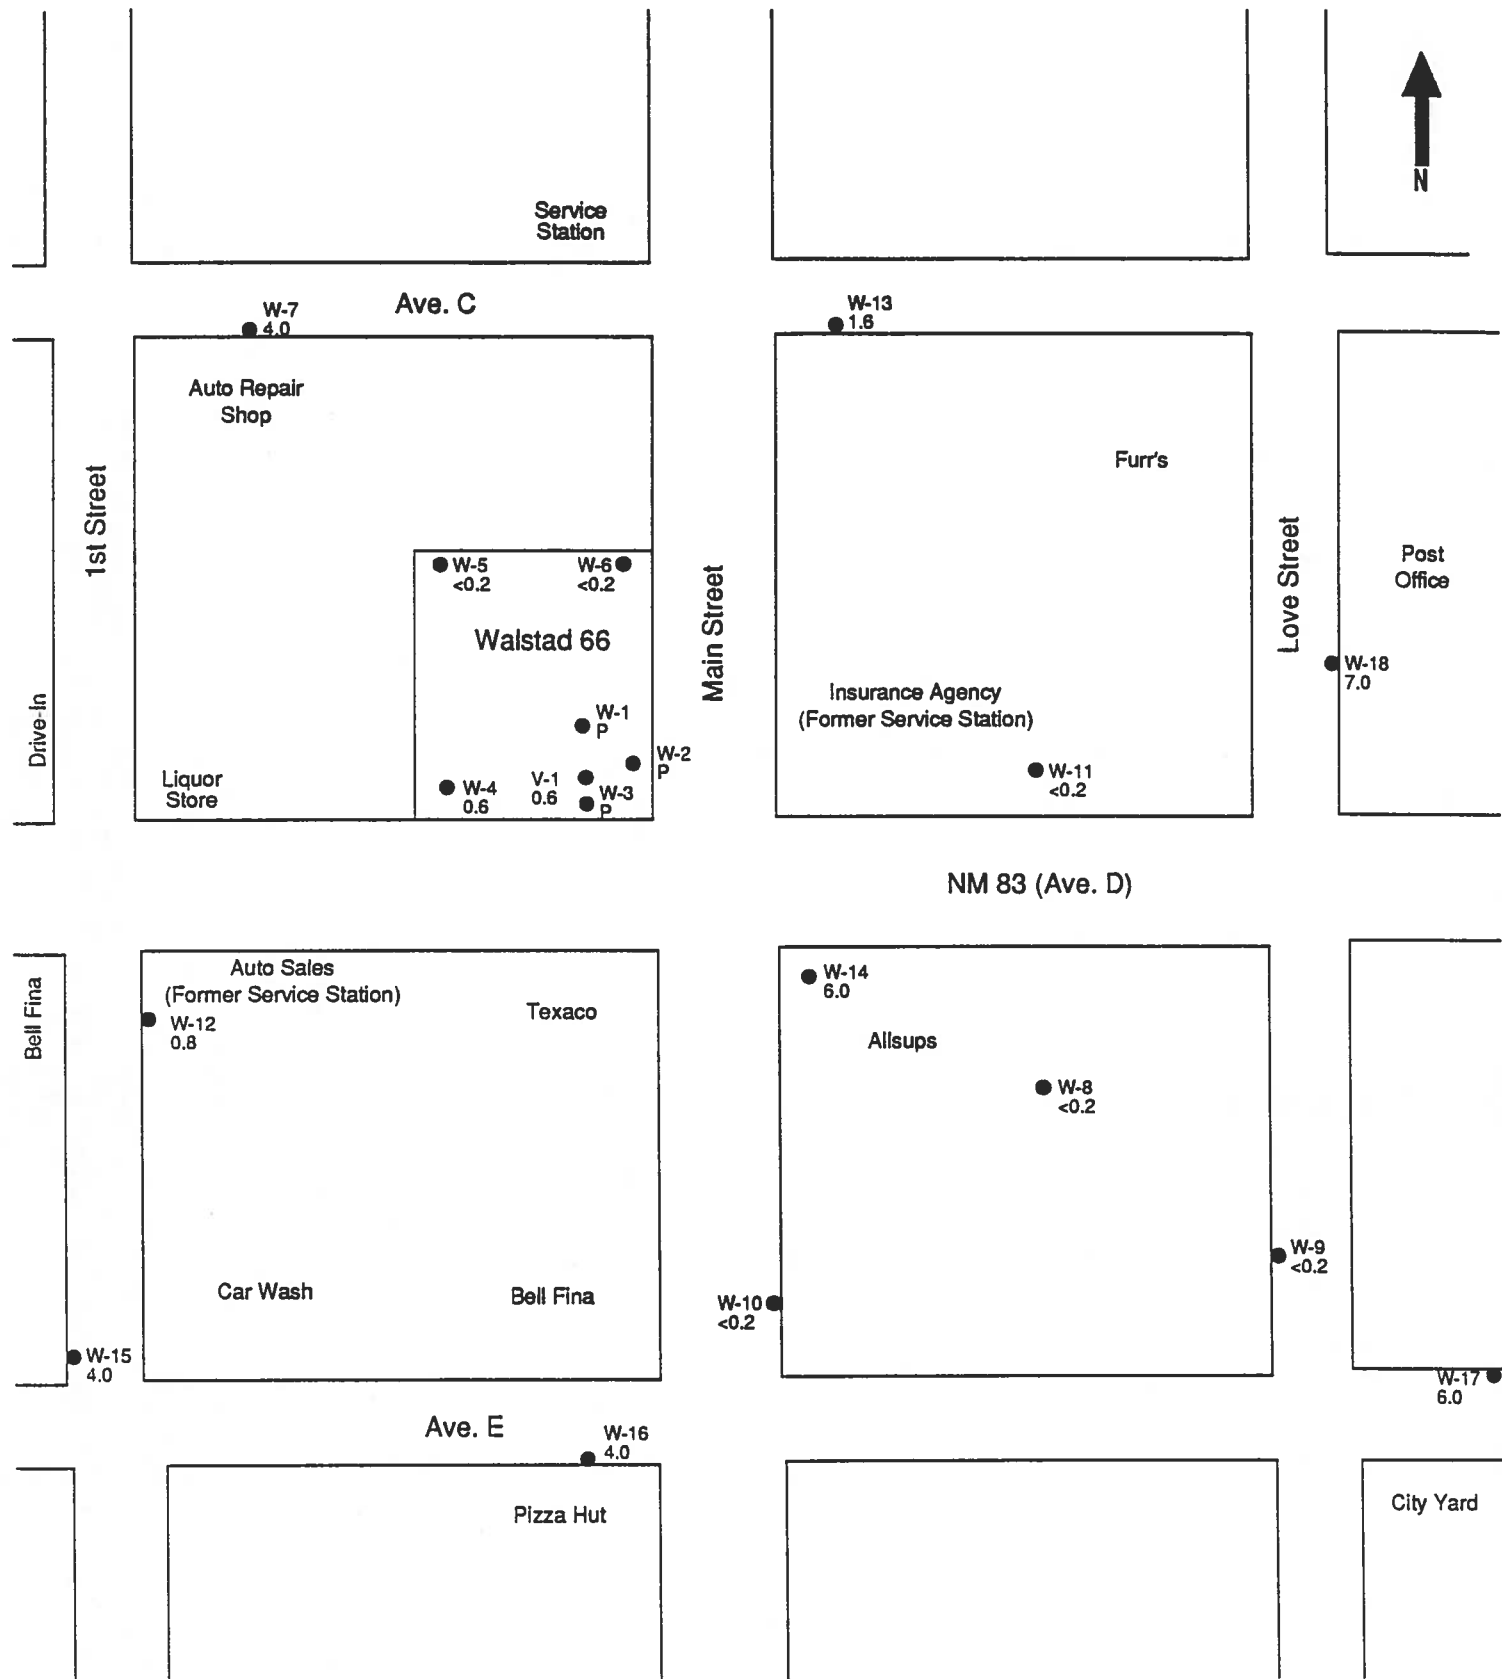 N
Service
Station
Ave. C
W-7
4.0
W-13
1.6
Auto Repair
Shop
Furr's
1st Street
W-5
<0.2
W-6
<0.2
Walstad 66
Main Street
Love Street
Post
Office
W-18
7.0
Insurance Agency
(Former Service Station)
W-1
P
W-2
P
Drive-In
Liquor
Store
W-4
0.6
V-1
0.6
W-3
P
W-11
<0.2
NM 83 (Ave. D)
Bell Fina
Auto Sales
(Former Service Station)
W-12
0.8
Texaco
W-14
6.0
Allsups
W-8
<0.2
Car Wash
Bell Fina
W-10
<0.2
W-9
<0.2
W-15
4.0
W-17
6.0
Ave. E
W-16
4.0
Pizza Hut
City Yard